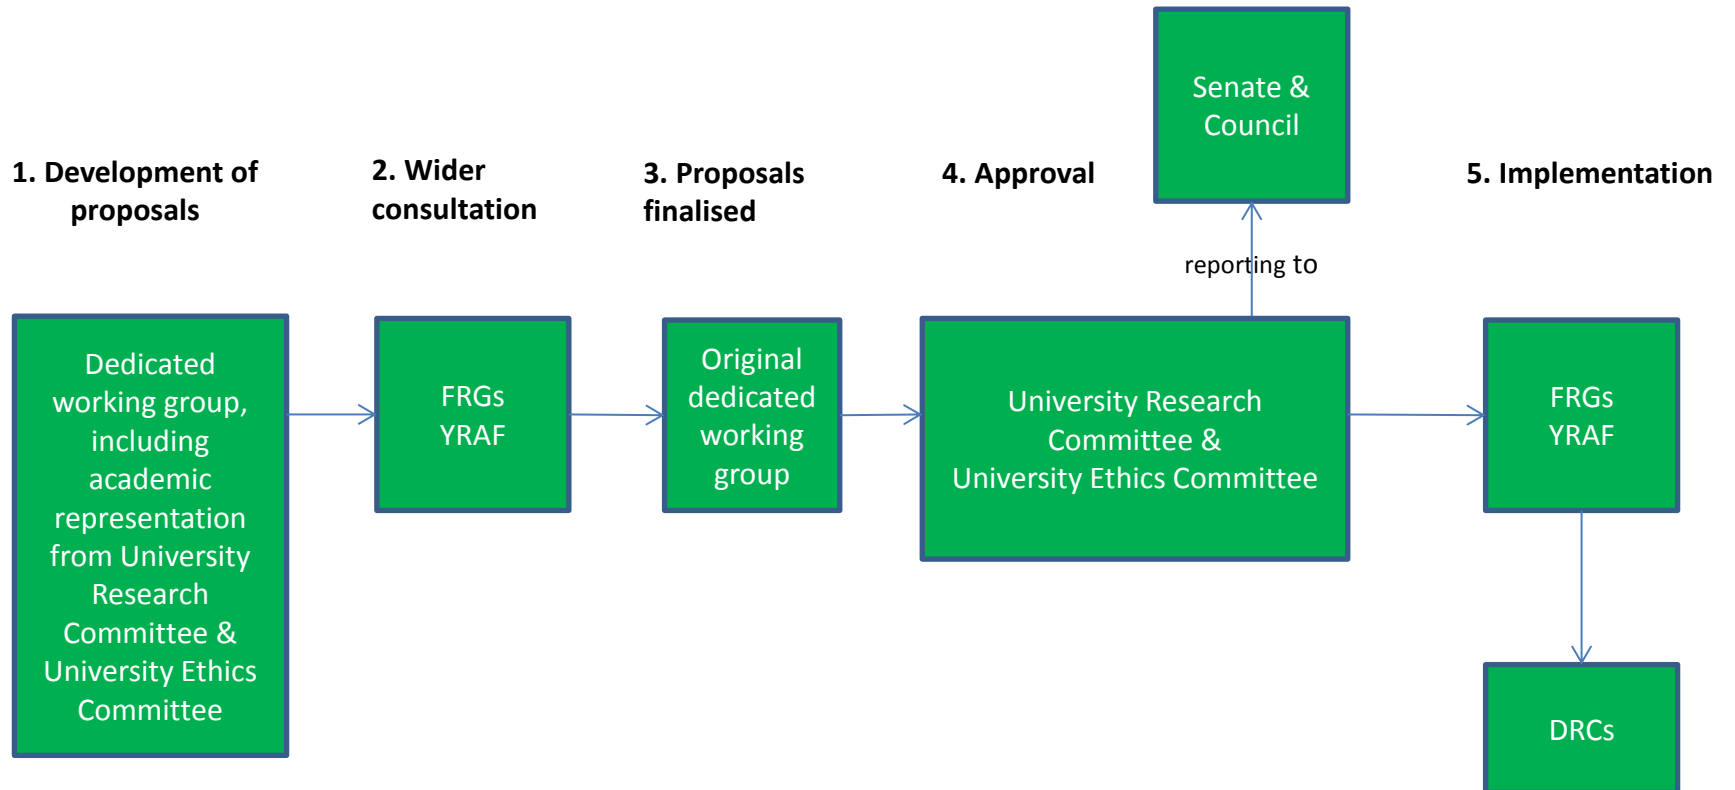 Senate &
Council
1. Development of
proposals
2. Wider
consultation
3. Proposals
finalised
4. Approval
5. Implementation
reporting to
Dedicated
working group,
including
academic
representation
from University
Research
Committee &
University Ethics
Committee
FRGs
YRAF
Original
dedicated
working
group
University Research
Committee &
University Ethics Committee
FRGs
YRAF
DRCs